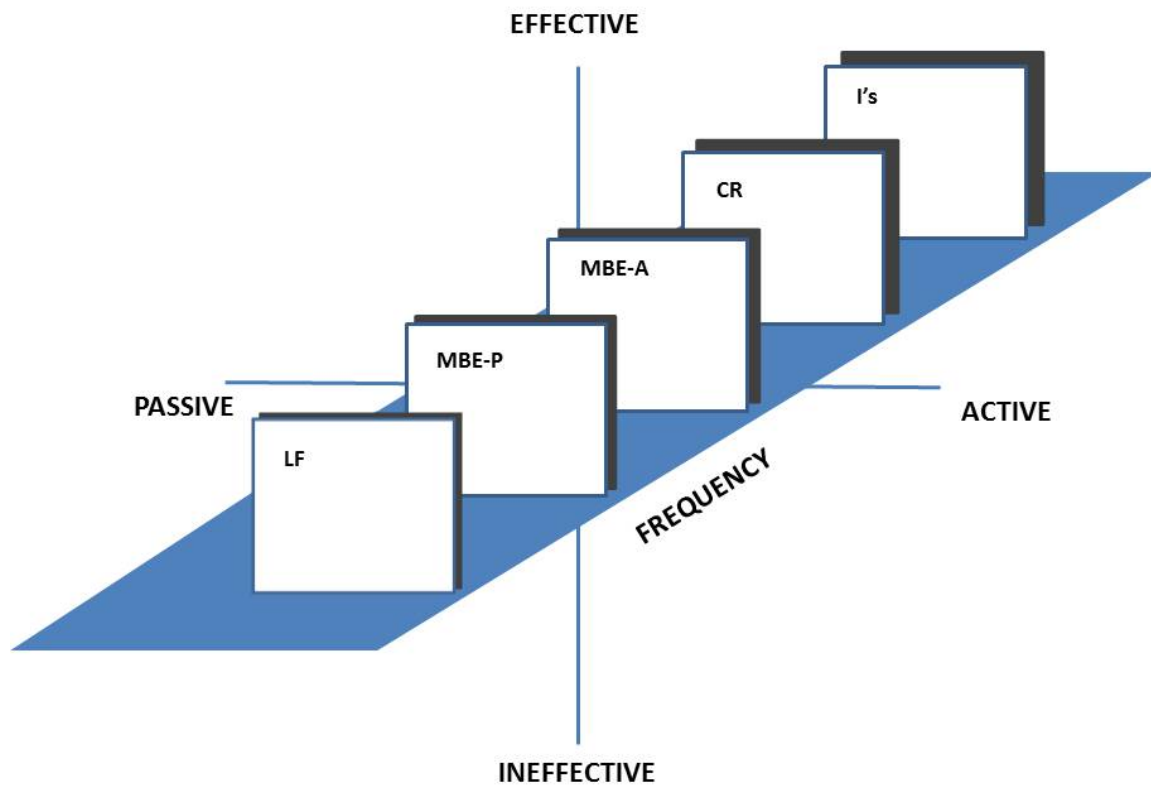 EFFECTIVE
I's
CR
MBE-A
MBE-P
PASSIVE
ACTIVE
LF
FREQUENCY
INEFFECTIVE